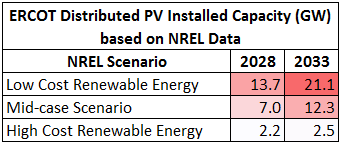 ERCOT Distributed PV Installed Capacity (GW)
based on NREL Data
NREL Scenario 2028 2033
Low Cost Renewable Energy 13.7 21.1
Mid-case Scenario 7.0 12.3
High Cost Renewable Energy 2.2 2.5